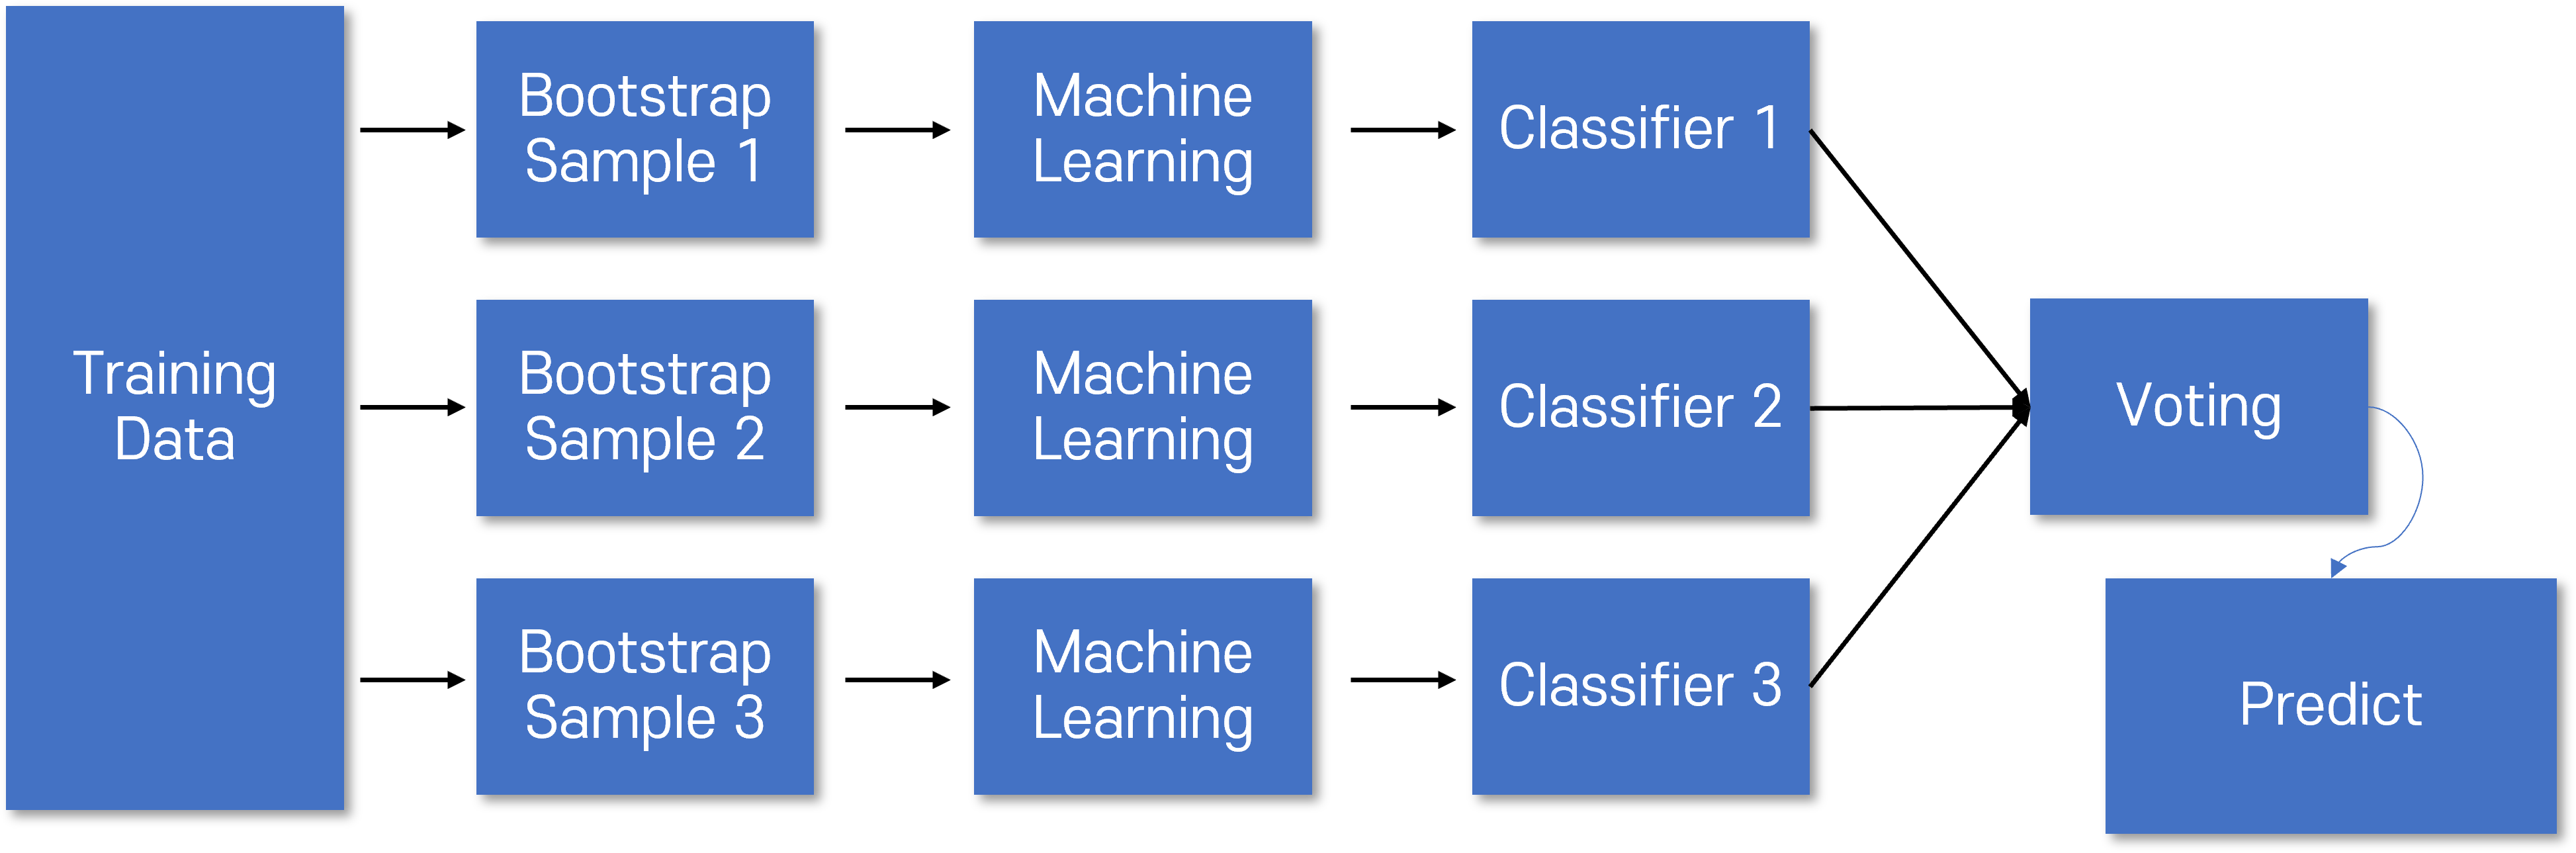 Training
Data
Bootstrap
Sample 1
Machine
Learning
Classifier 1
Bootstrap
Sample 2
Machine
Learning
Classifier 2
Bootstrap
Sample 3
Machine
Learning
Classifier 3
Voting
Predict